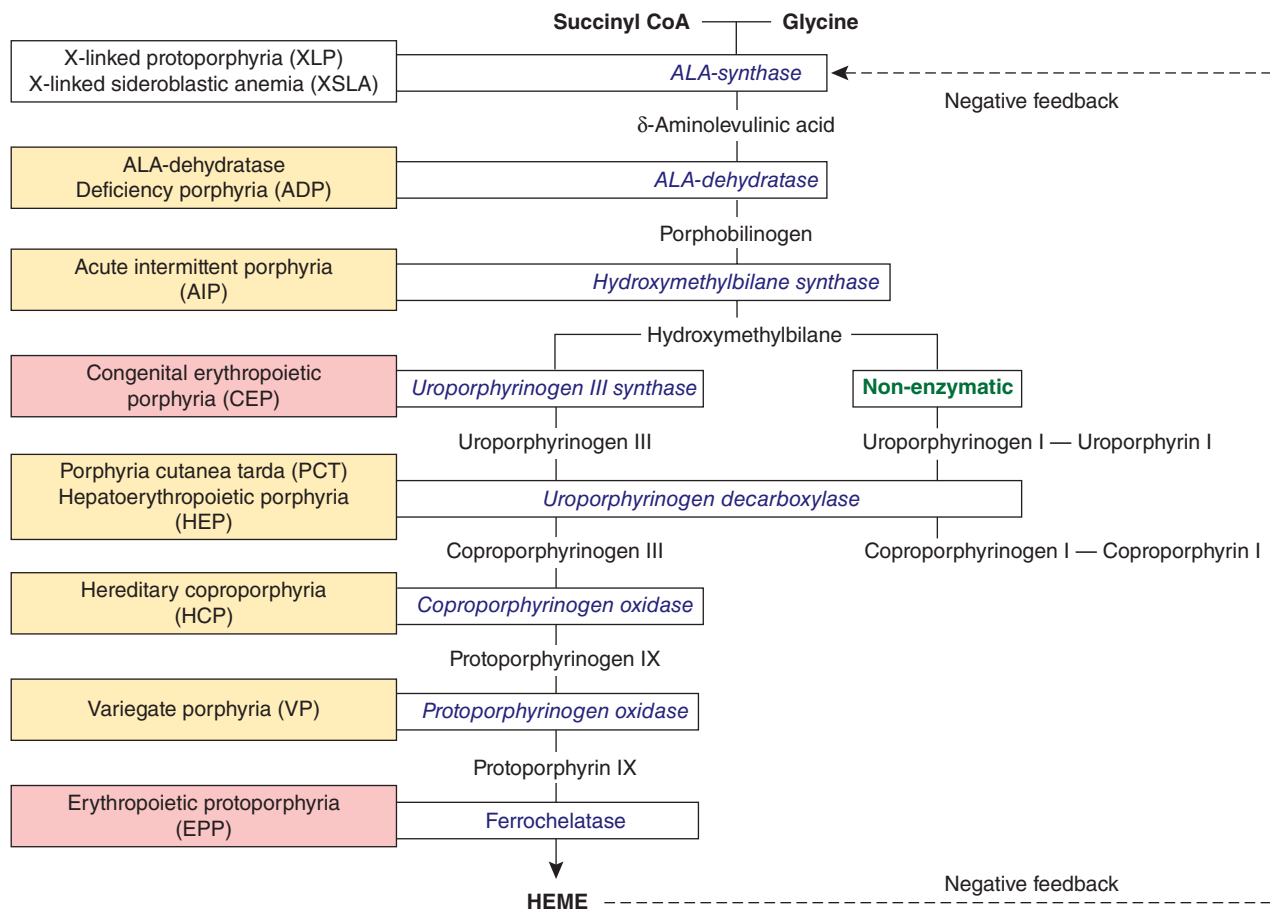 Succinyl CoA Glycine
X-linked protoporphyria (XLP)
X-linked sideroblastic anemia (XSLA)
ALA-synthase
Negative feedback
δ-Aminolevulinic acid
ALA-dehydratase
Deficiency porphyria (ADP)
ALA-dehydratase
Porphobilinogen
Acute intermittent porphyria
(AIP)
Hydroxymethylbilane synthase
Hydroxymethylbilane
Congenital erythropoietic
porphyria (CEP)
Uroporphyrinogen III synthase
Non-enzymatic
Uroporphyrinogen III
Uroporphyrinogen I — Uroporphyrin I
Porphyria cutanea tarda (PCT)
Hepatoerythropoietic porphyria
(HEP)
Uroporphyrinogen decarboxylase
Coproporphyrinogen III
Coproporphyrinogen I — Coproporphyrin I
Hereditary coproporphyria
(HCP)
Coproporphyrinogen oxidase
Protoporphyrinogen IX
Variegate porphyria (VP)
Protoporphyrinogen oxidase
Protoporphyrin IX
Erythropoietic protoporphyria
(EPP)
Ferrochelatase
Negative feedback
HEME